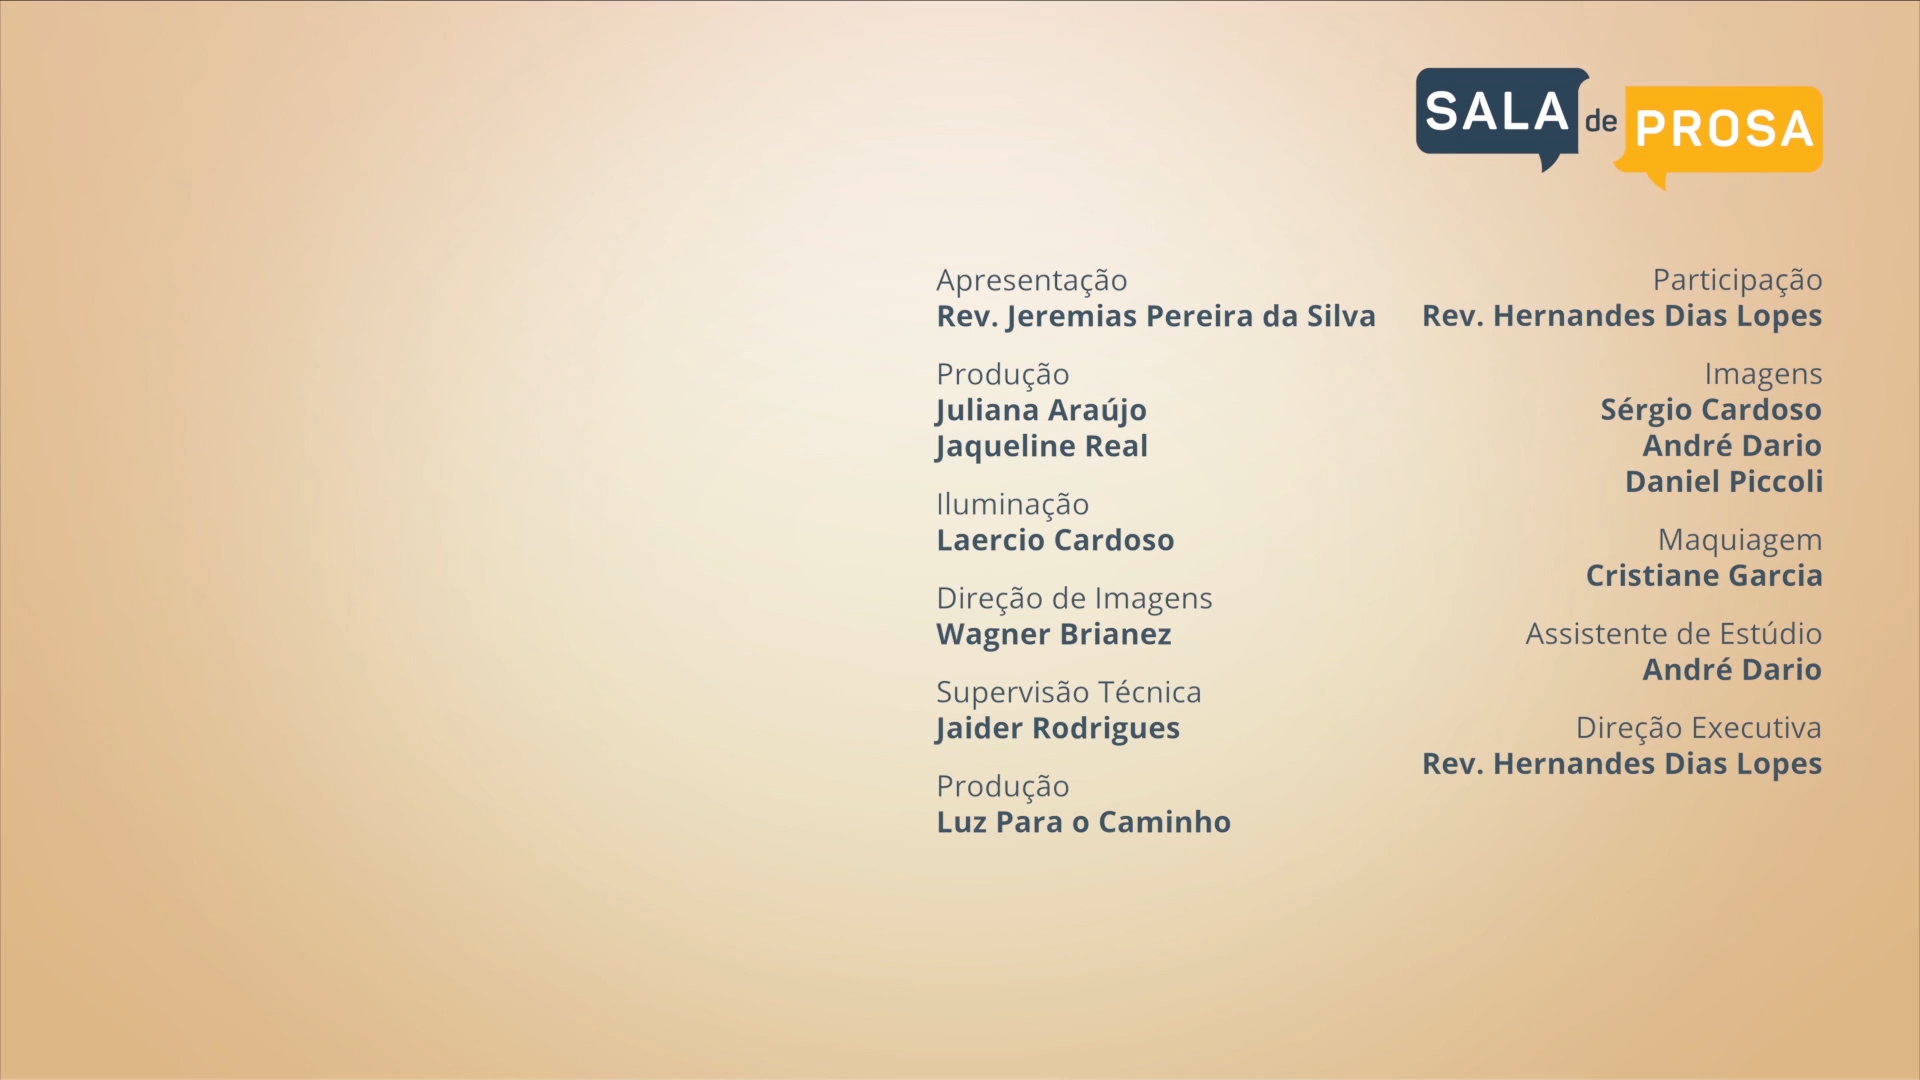 SALA de PROSA
Apresentação
Rev. Jeremias Pereira da Silva
Produção
Juliana Araújo
Jaqueline Real
Iluminação
Laercio Cardoso
Direção de Imagens
Wagner Brianez
Supervisão Técnica
Jaider Rodrigues
Produção
Luz Para o Caminho
Participação
Rev. Hernandes Dias Lopes
Imagens
Sérgio Cardoso
André Dario
Daniel Piccoli
Maquiagem
Cristiane Garcia
Assistente de Estúdio
André Dario
Direção Executiva
Rev. Hernandes Dias Lopes